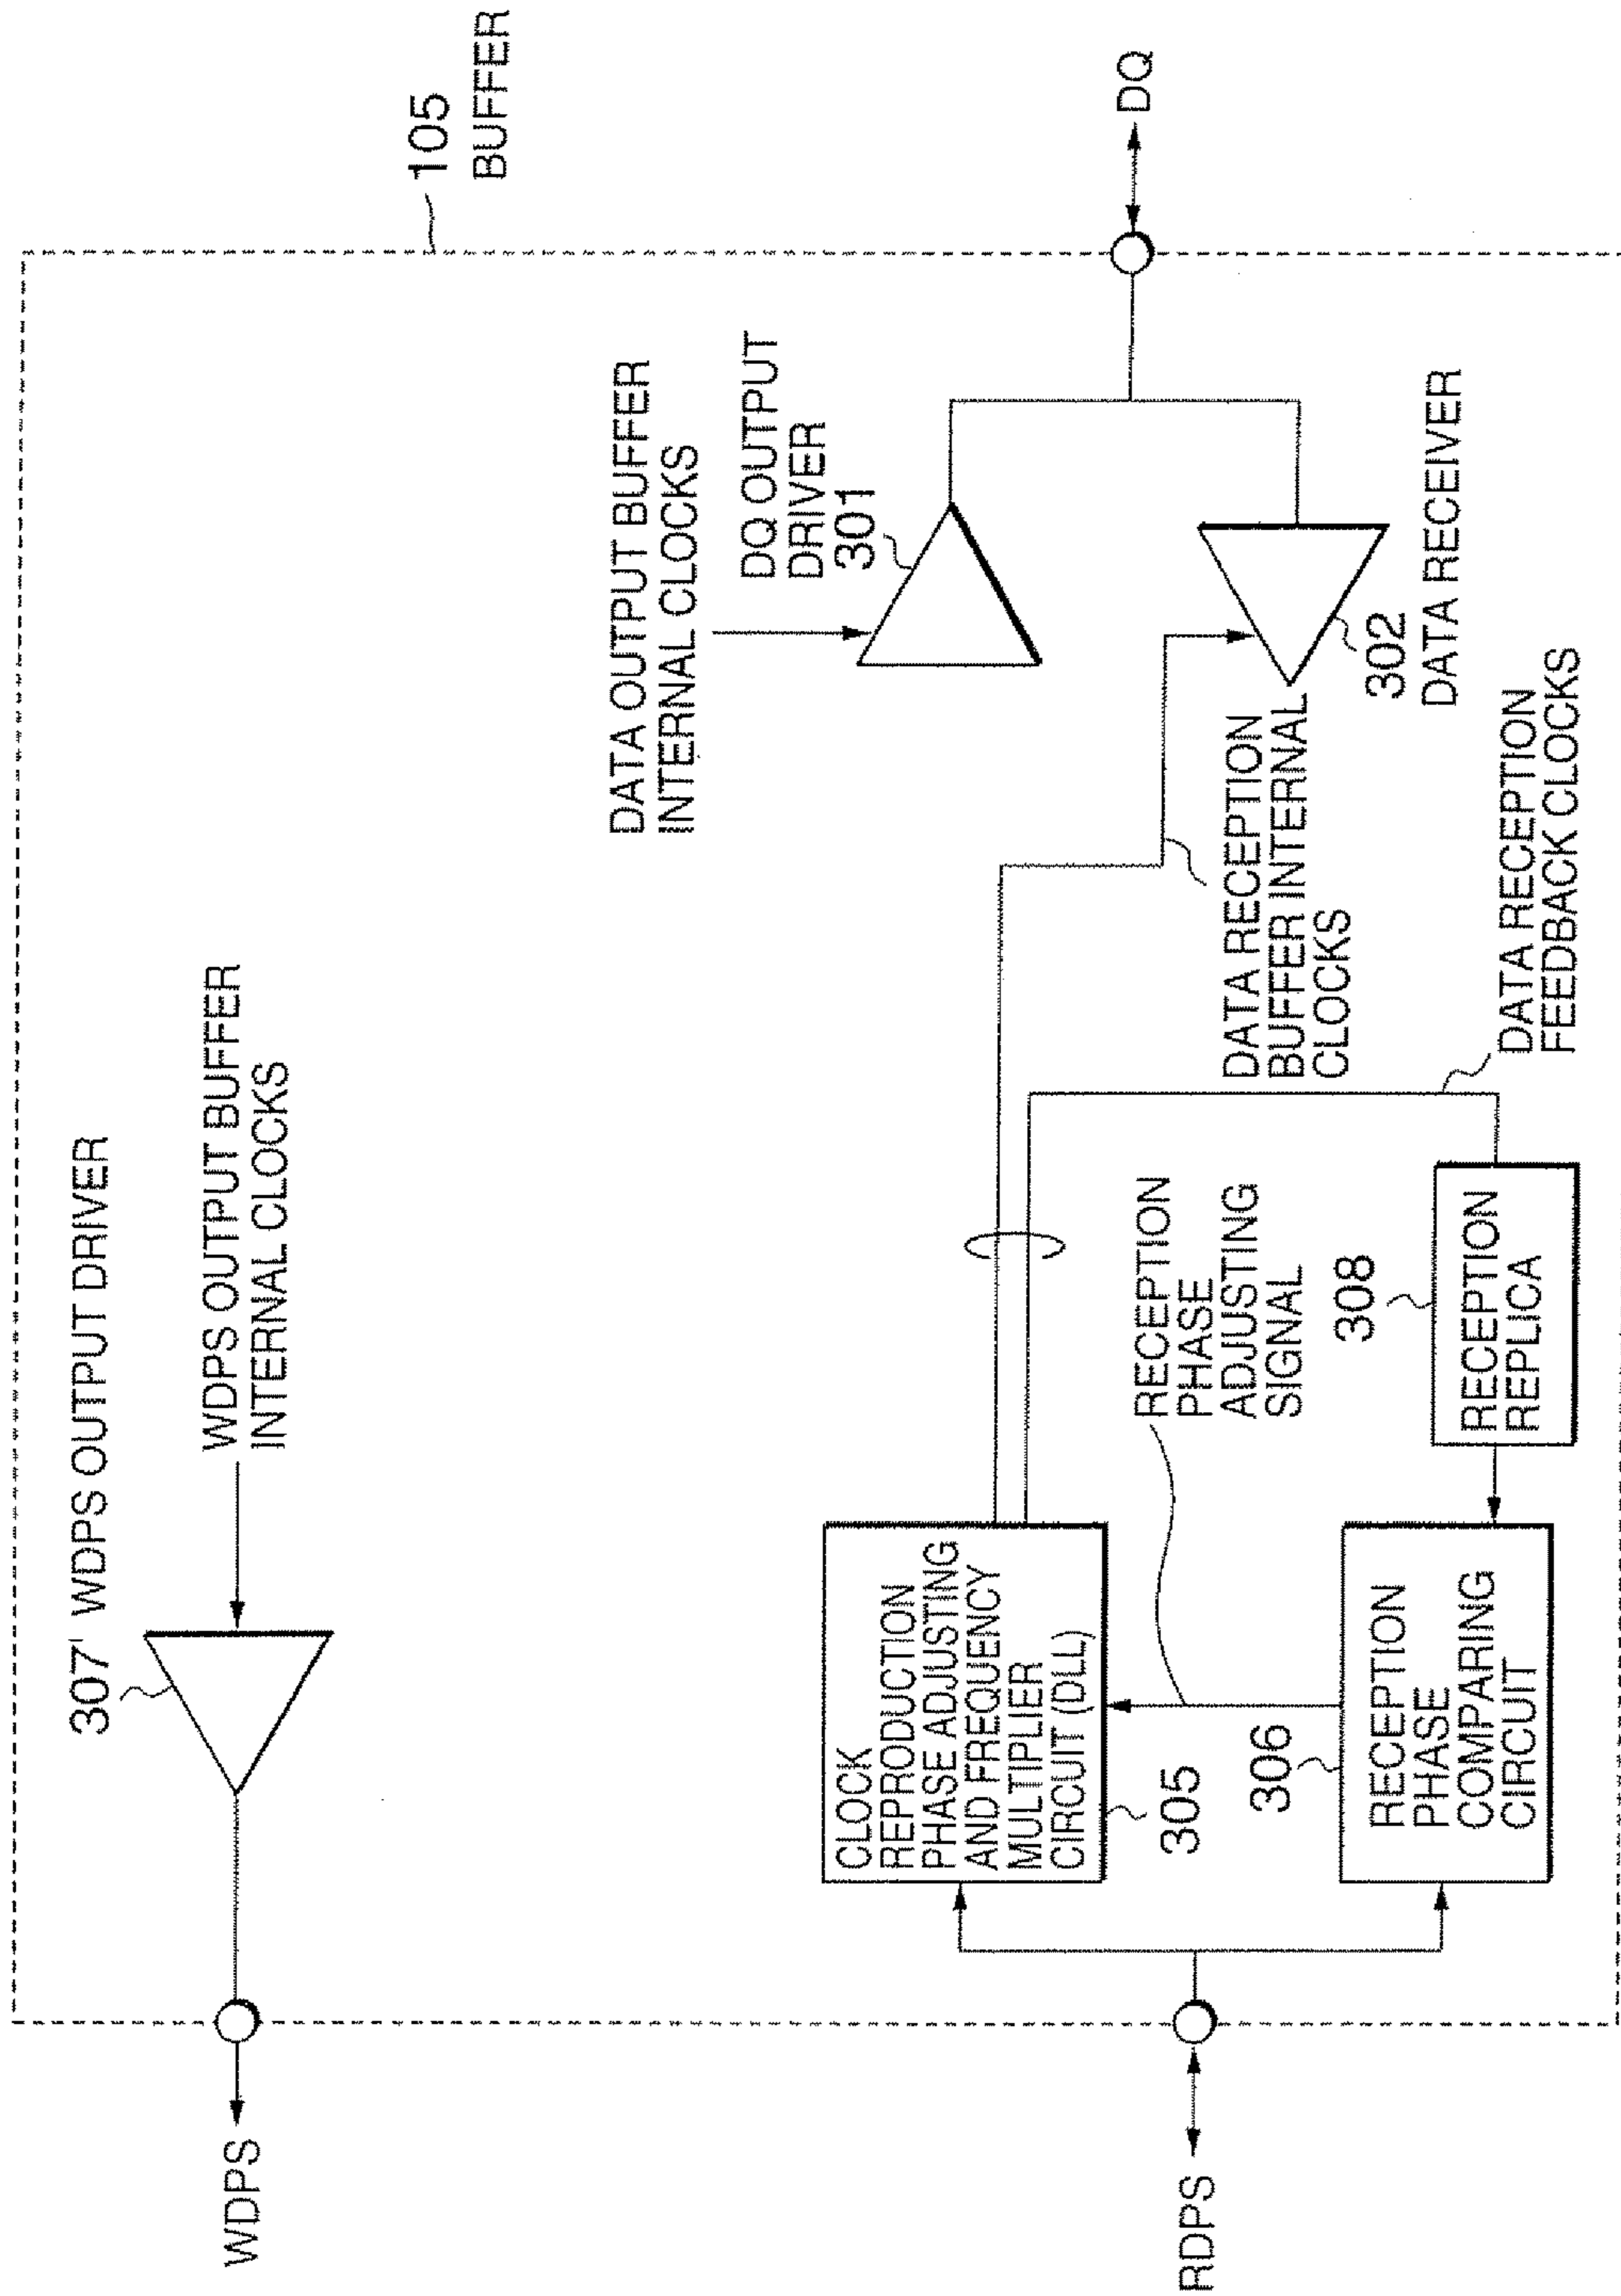 105
BUFFER
307' WDPS OUTPUT DRIVER
WDPS OUTPUT BUFFER
INTERNAL CLOCKS
WDPS
DATA OUTPUT BUFFER
INTERNAL CLOCKS
DQ OUTPUT
DRIVER
301
DQ
302
DATA RECEIVER
DATA RECEPTION
BUFFER INTERNAL
CLOCKS
DATA RECEPTION
FEEDBACK CLOCKS
CLOCK
REPRODUCTION
PHASE ADJUSTING
AND FREQUENCY
MULTIPLIER
CIRCUIT (DLL)
305
RECEPTION
PHASE
ADJUSTING
SIGNAL
306
RECEPTION
PHASE
COMPARING
CIRCUIT
308
RECEPTION
REPLICA
RDPS